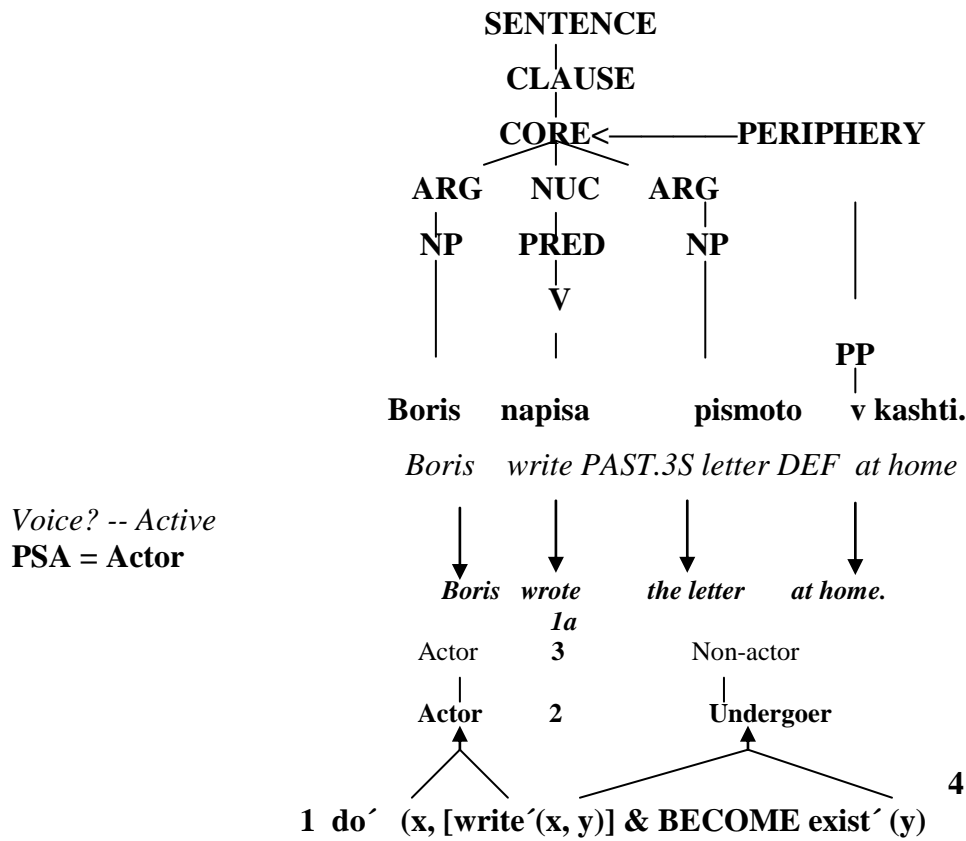 SENTENCE
CLAUSE
CORE< PERIPHERY
ARG NUC ARG
NP PRED NP
V
PP
Boris napisa pismoto v kashti.
Boris write PAST.3S letter DEF at home
Voice? -- Active
PSA = Actor
Boris wrote the letter at home.
1a
Actor 3 Non-actor
Actor 2 Undergoer
4
1 do´ (x, [write´(x, y)] & BECOME exist´ (y)